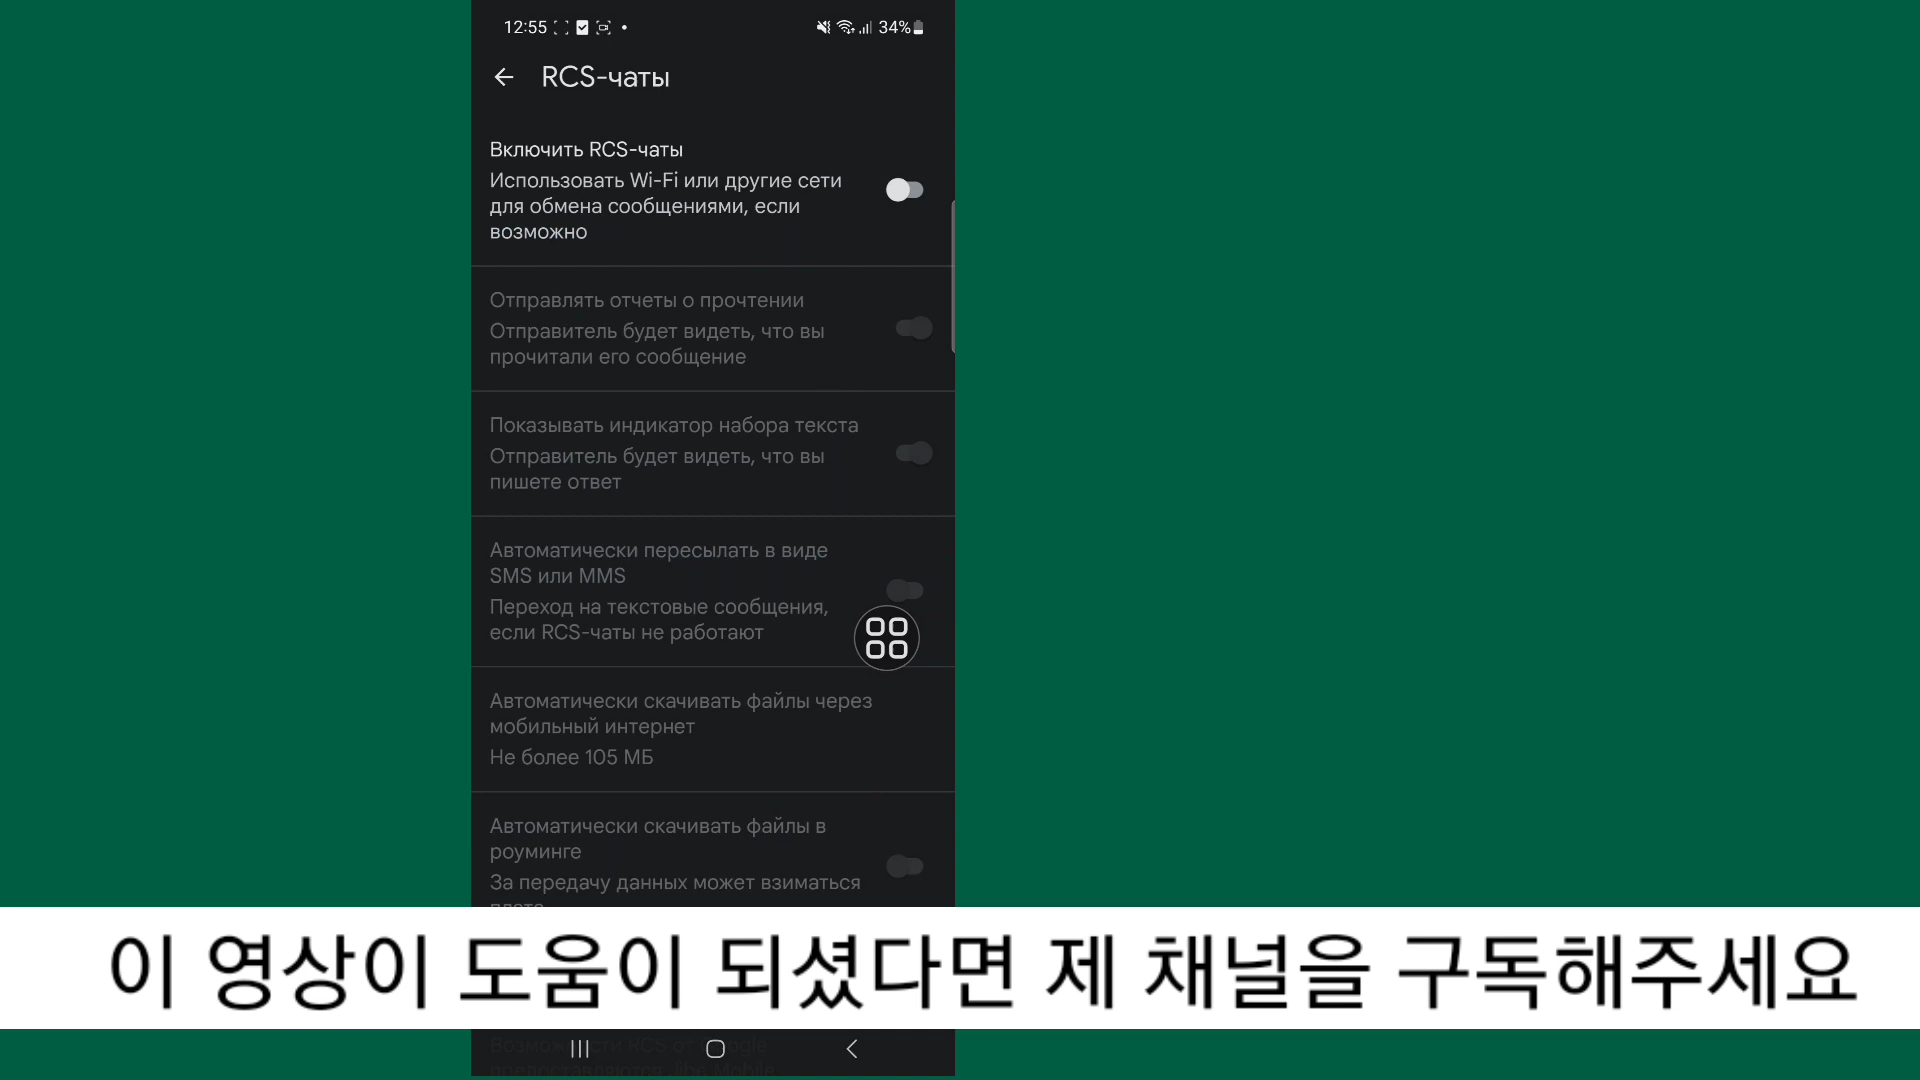 12:55
34%
RCS-чаты
Включить RCS-чаты
Использовать Wi-Fi или другие сети
для обмена сообщениями, если
возможно
Отправлять отчеты о прочтении
Отправитель будет видеть, что вы
прочитали его сообщение
Показывать индикатор набора текста
Отправитель будет видеть, что вы
пишете ответ
Автоматически пересылать в виде
SMS или MMS
Переход на текстовые сообщения,
если RCS-чаты не работают
Автоматически скачивать файлы через
мобильный интернет
Не более 105 МБ
Автоматически скачивать файлы в
роуминге
За передачу данных может взиматься
이 영상이 도움이 되셨다면 제 채널을 구독해주세요
RCS от
Jibe Mobile